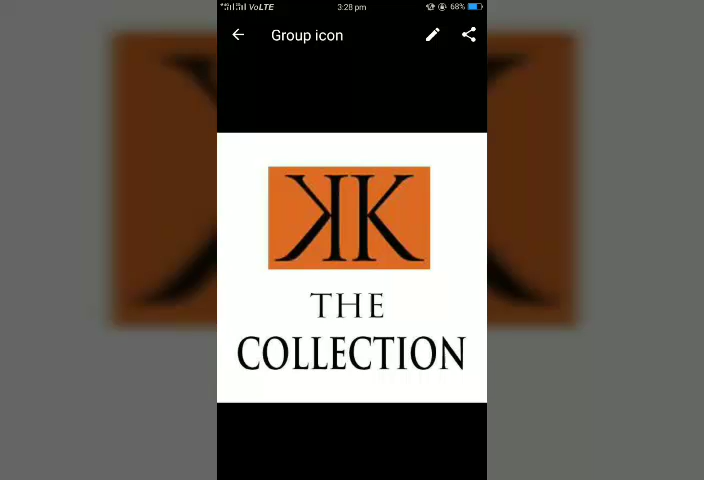 VoLTE 3:28 pm 68%
Group icon
KK
THE
COLLECTION